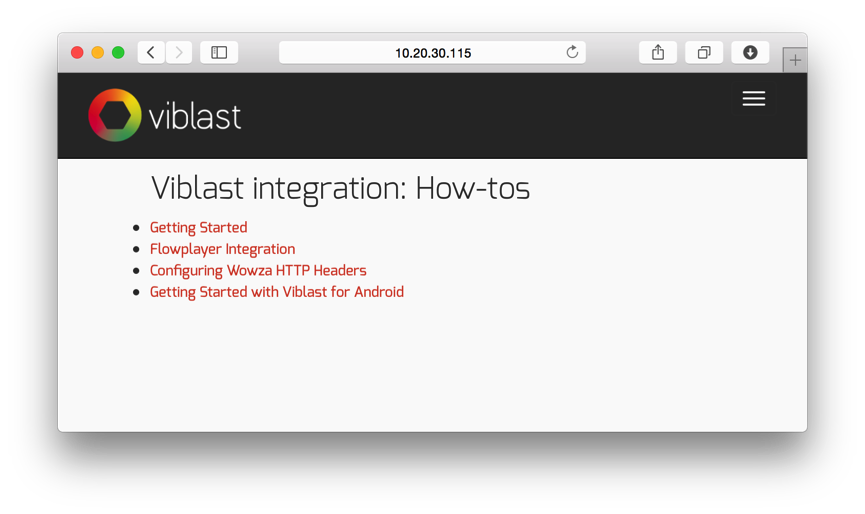 10.20.30.115
viblast
Viblast integration: How-tos
Getting Started
Flowplayer Integration
Configuring Wowza HTTP Headers
Getting Started with Viblast for Android